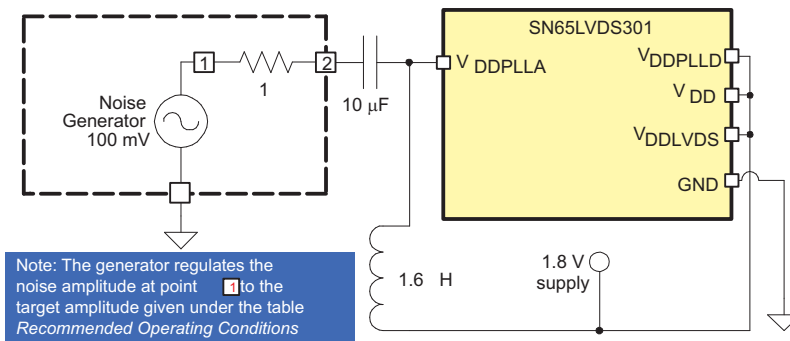 SN65LVDS301
1
2
V DDPLLA
VDDPLLD
1
10 µF
V DD
Noise
Generator
100 mV
VDDLVDS
GND
1.6 H
1.8 V
supply
Note: The generator regulates the
noise amplitude at point 1 to the
target amplitude given under the table
Recommended Operating Conditions